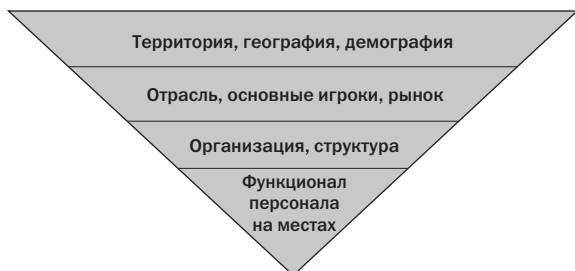 Территория, география, демография
Отрасль, основные игроки, рынок
Организация, структура
Функционал
персонала
на местах